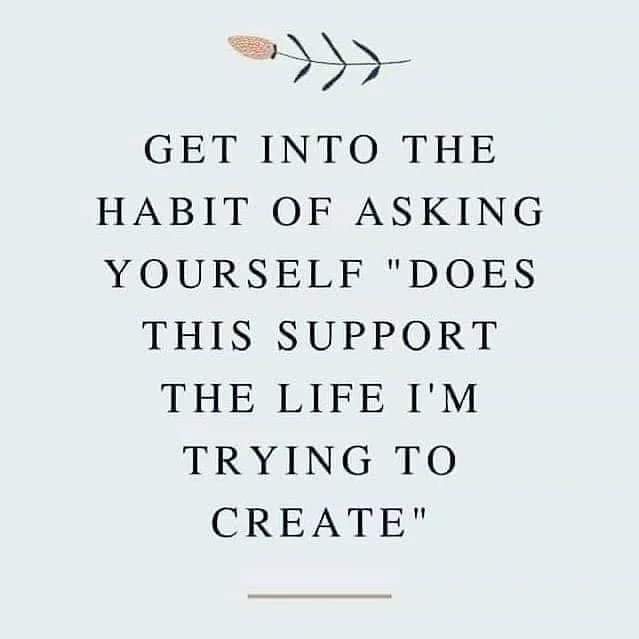 GET INTO THE
HABIT OF ASKING
YOURSELF "DOES
THIS SUPPORT
THE LIFE I'M
TRYING TO
CREATE"